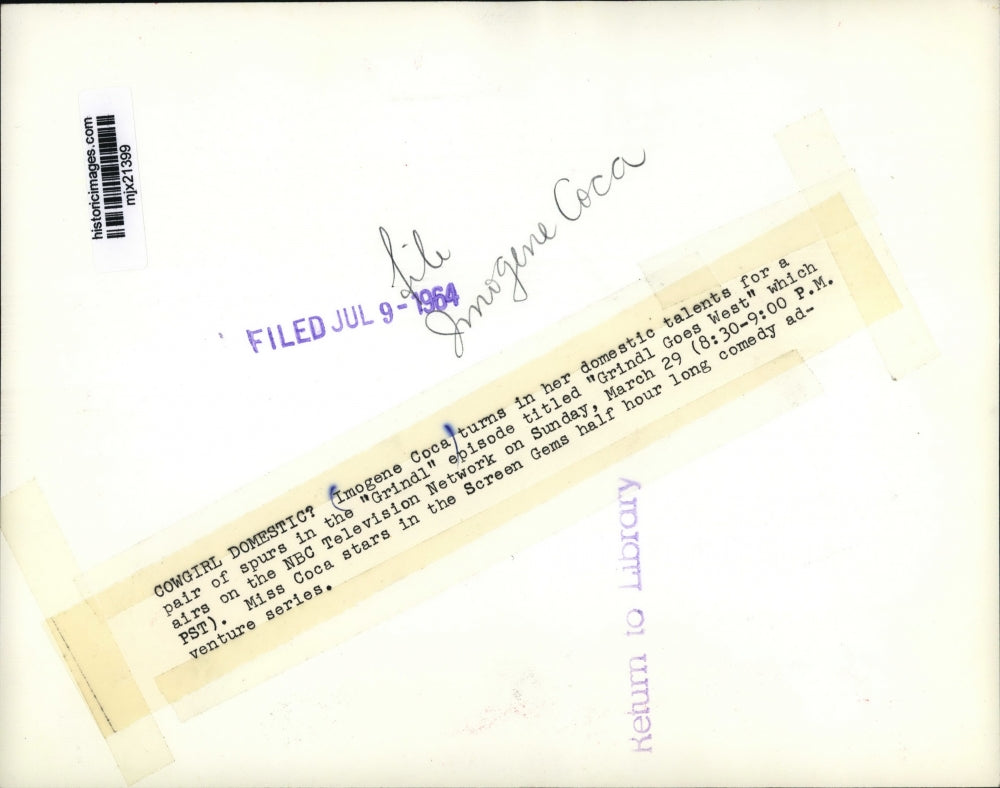 historicimages.com
mjx21399
File
Imogene Coca
FILED JUL 9 - 1964
COWGIRL DOMESTIC? Imogene Coca turns in her domestic talents for a
pair of spurs in the "Grindl" episode titled "Grindl Goes West" which
airs on the NBC Television Network on Sunday, March 29 (8:30-9:00 P.M.
PST). Miss Coca stars in the Screen Gems half hour long comedy ad-
venture series.
Return to Library